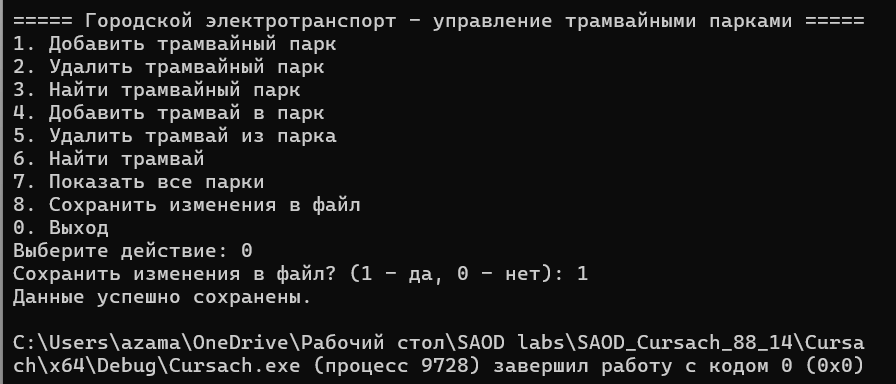 ===== Городской электротранспорт - управление трамвайными парками =====
1. Добавить трамвайный парк
2. Удалить трамвайный парк
3. Найти трамвайный парк
4. Добавить трамвай в парк
5. Удалить трамвай из парка
6. Найти трамвай
7. Показать все парки
8. Сохранить изменения в файл
0. Выход
Выберите действие: 0
Сохранить изменения в файл? (1 - да, 0 - нет): 1
Данные успешно сохранены.
C:\Users\azama\OneDrive\Рабочий стол\SAOD labs\SAOD_Cursach_88_14\Cursa
ch\x64\Debug\Cursach.exe (процесс 9728) завершил работу с кодом 0 (0x0)